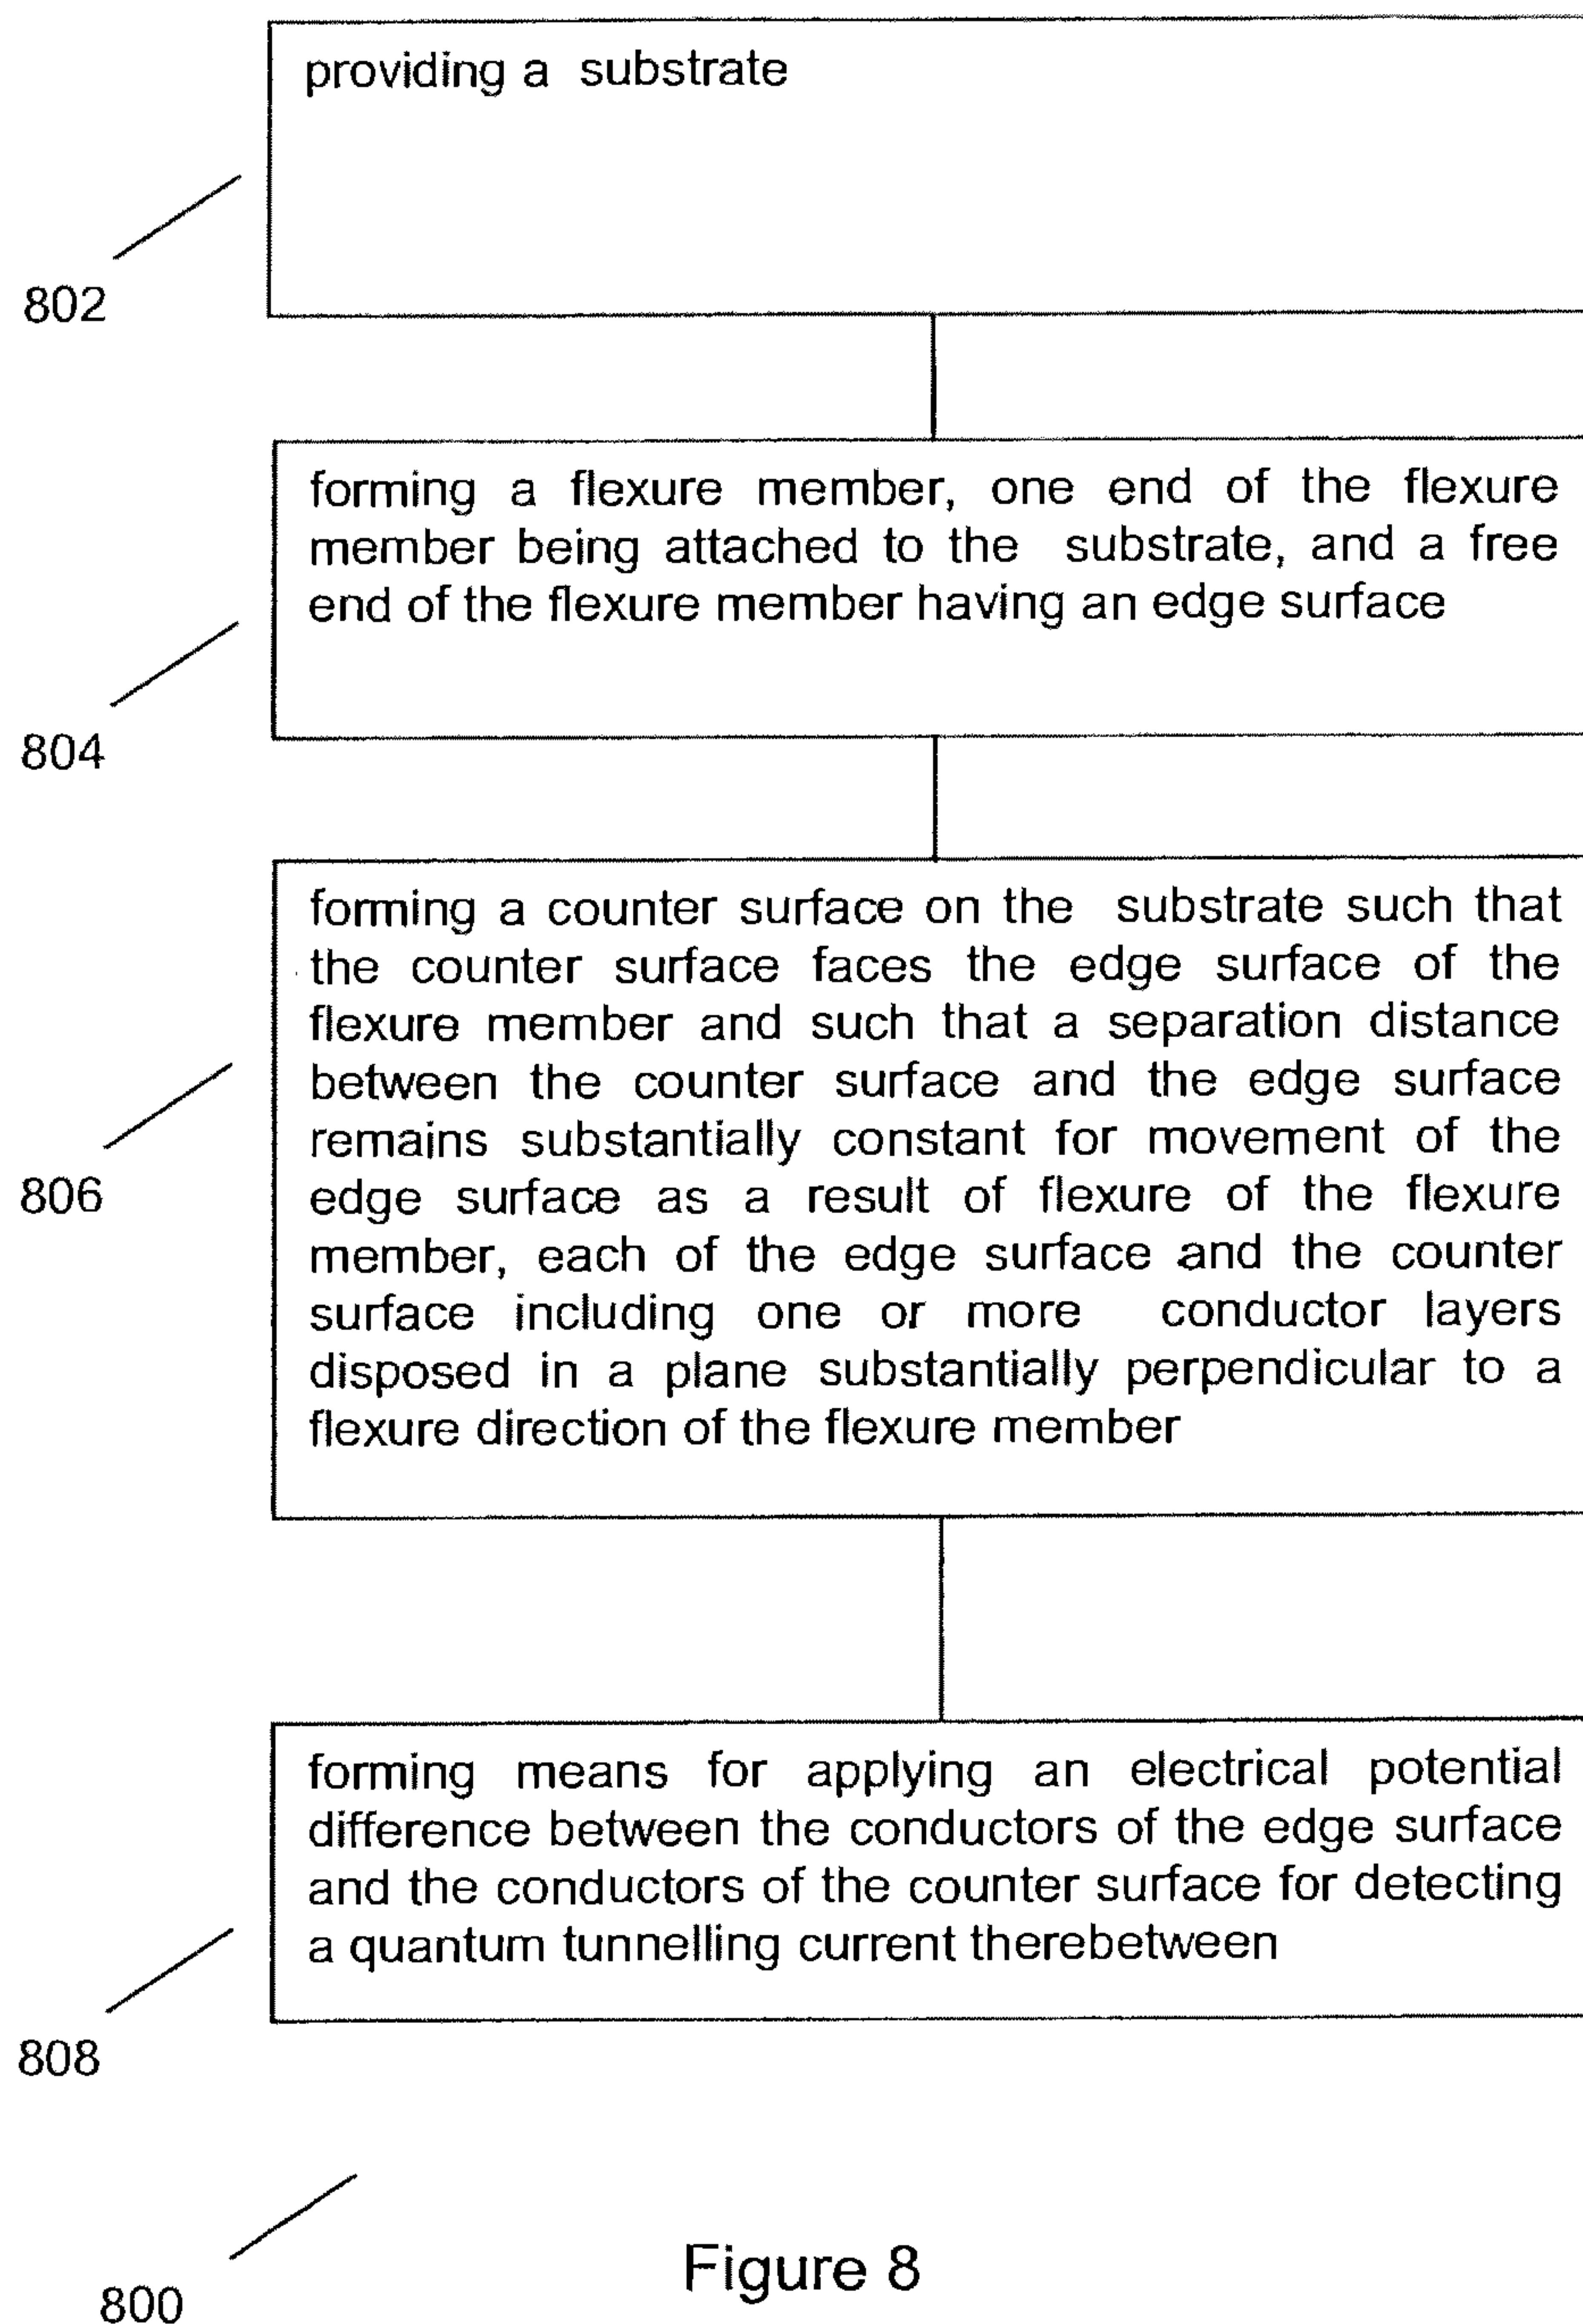 providing a substrate
802
forming a flexure member, one end of the flexure
member being attached to the substrate, and a free
end of the flexure member having an edge surface
804
forming a counter surface on the substrate such that
the counter surface faces the edge surface of the
flexure member and such that a separation distance
between the counter surface and the edge surface
remains substantially constant for movement of the
edge surface as a result of flexure of the flexure
member, each of the edge surface and the counter
surface including one or more conductor layers
disposed in a plane substantially perpendicular to a
flexure direction of the flexure member
806
forming means for applying an electrical potential
difference between the conductors of the edge surface
and the conductors of the counter surface for detecting
a quantum tunnelling current therebetween
808
800
Figure 8